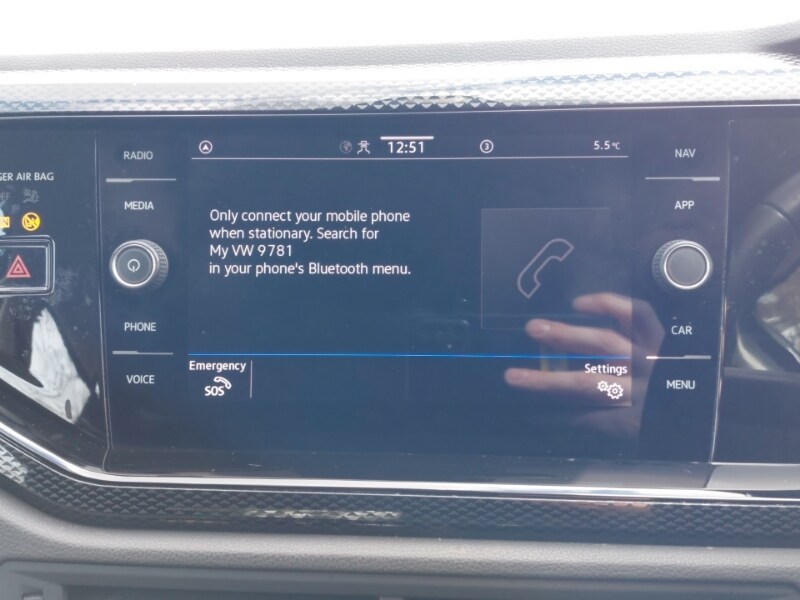 RADIO
MEDIA
PHONE
VOICE
12:51
3
5.5°C
Only connect your mobile phone
when stationary. Search for
My VW 9781
in your phone's Bluetooth menu.
Emergency
SOS
Settings
NAV
APP
CAR
MENU
AIR BAG